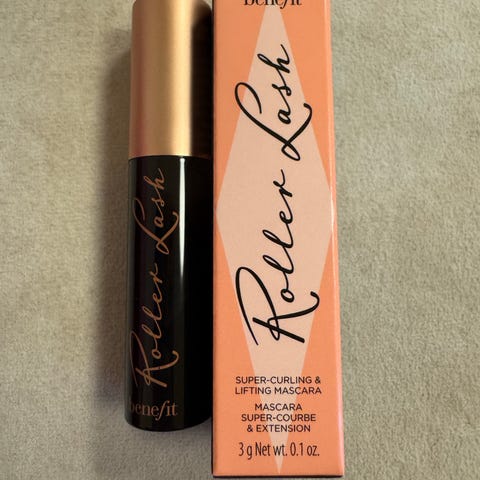 Roller Lash
benefit
benefit
Roller Lash
SUPER-CURLING &
LIFTING MASCARA
MASCARA
SUPER-COURBE
& EXTENSION
3 g Net wt. 0.1 oz.